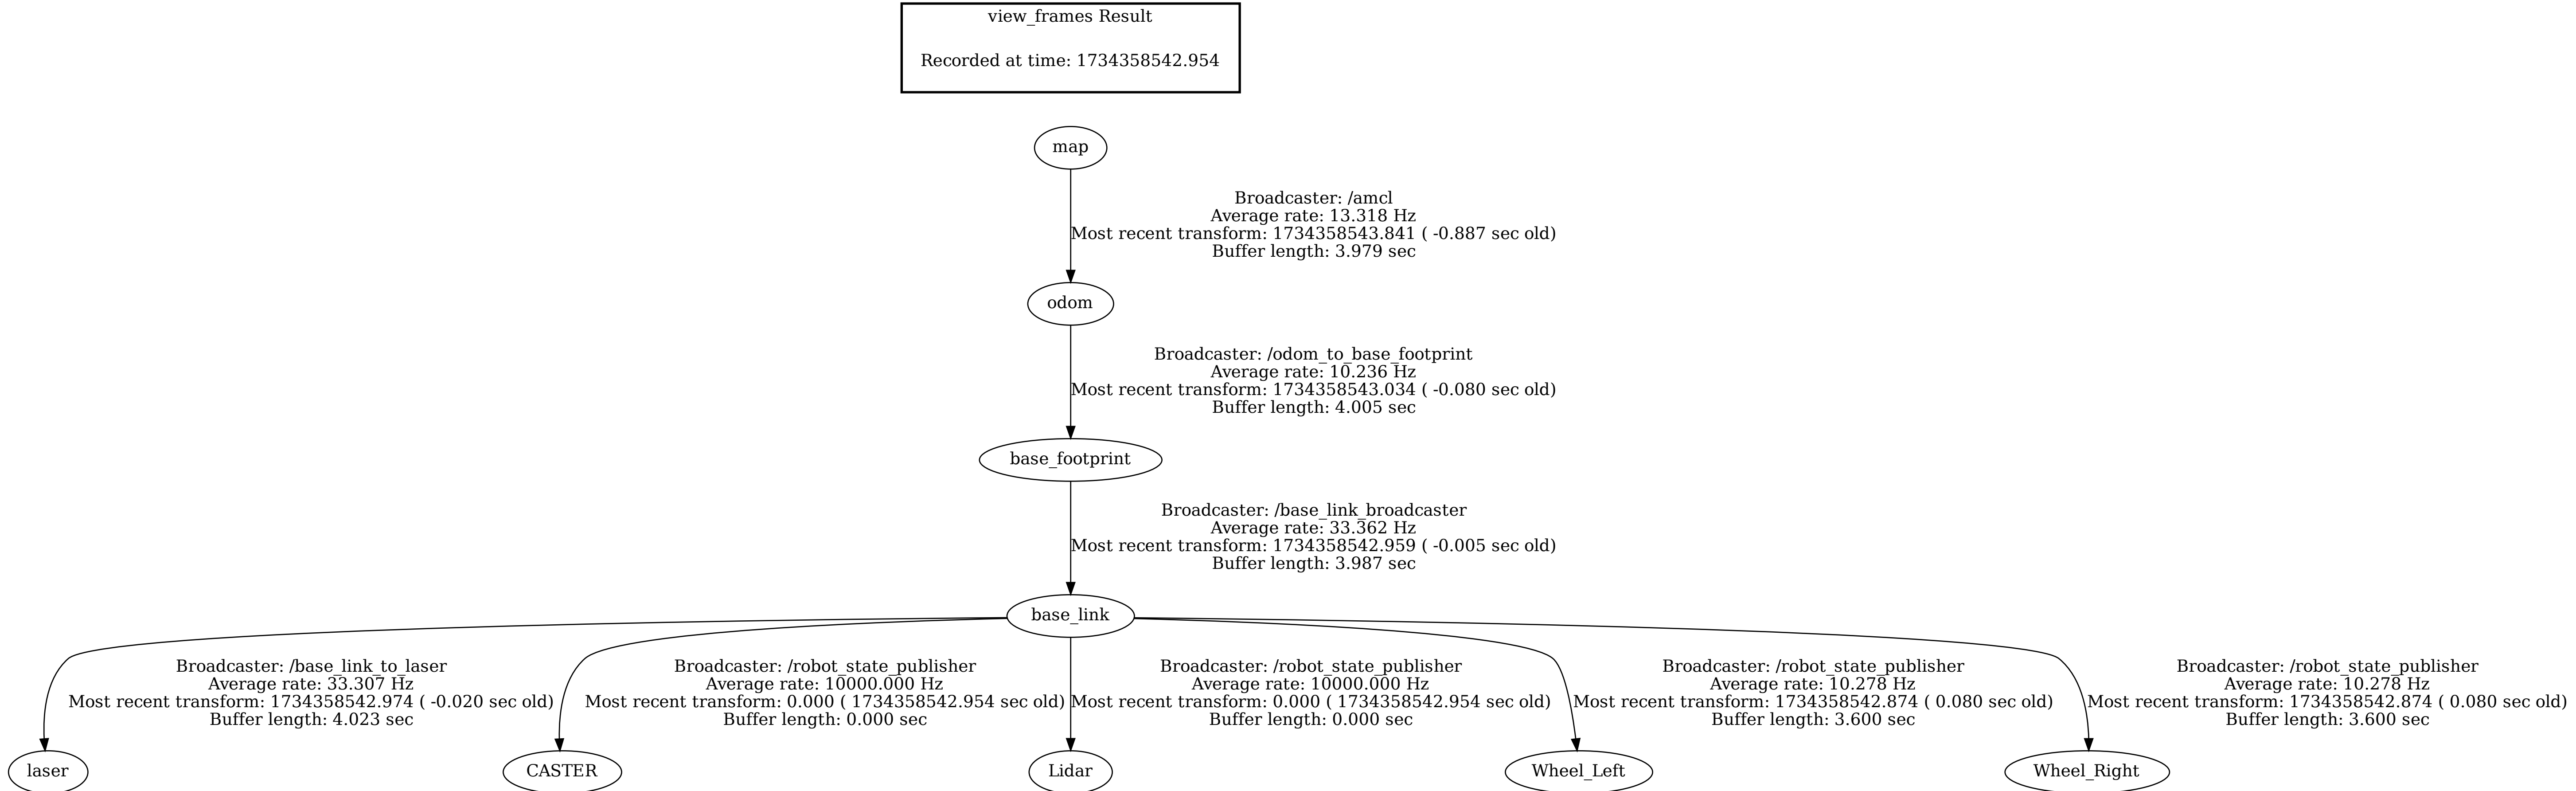 view_frames Result
Recorded at time: 1734358542.954
map
Broadcaster: /amcl
Average rate: 13.318 Hz
Most recent transform: 1734358543.841 ( -0.887 sec old)
Buffer length: 3.979 sec
odom
Broadcaster: /odom_to_base_footprint
Average rate: 10.236 Hz
Most recent transform: 1734358543.034 ( -0.080 sec old)
Buffer length: 4.005 sec
base_footprint
Broadcaster: /base_link_broadcaster
Average rate: 33.362 Hz
Most recent transform: 1734358542.959 ( -0.005 sec old)
Buffer length: 3.987 sec
base_link
Broadcaster: /base_link_to_laser
Average rate: 33.307 Hz
Most recent transform: 1734358542.974 ( -0.020 sec old)
Buffer length: 4.023 sec
Broadcaster: /robot_state_publisher
Average rate: 10000.000 Hz
Most recent transform: 0.000 ( 1734358542.954 sec old)
Buffer length: 0.000 sec
Broadcaster: /robot_state_publisher
Average rate: 10000.000 Hz
Most recent transform: 0.000 ( 1734358542.954 sec old)
Buffer length: 0.000 sec
Broadcaster: /robot_state_publisher
Average rate: 10.278 Hz
Most recent transform: 1734358542.874 ( 0.080 sec old)
Buffer length: 3.600 sec
Broadcaster: /robot_state_publisher
Average rate: 10.278 Hz
Most recent transform: 1734358542.874 ( 0.080 sec old)
Buffer length: 3.600 sec
laser
CASTER
Lidar
Wheel_Left
Wheel_Right